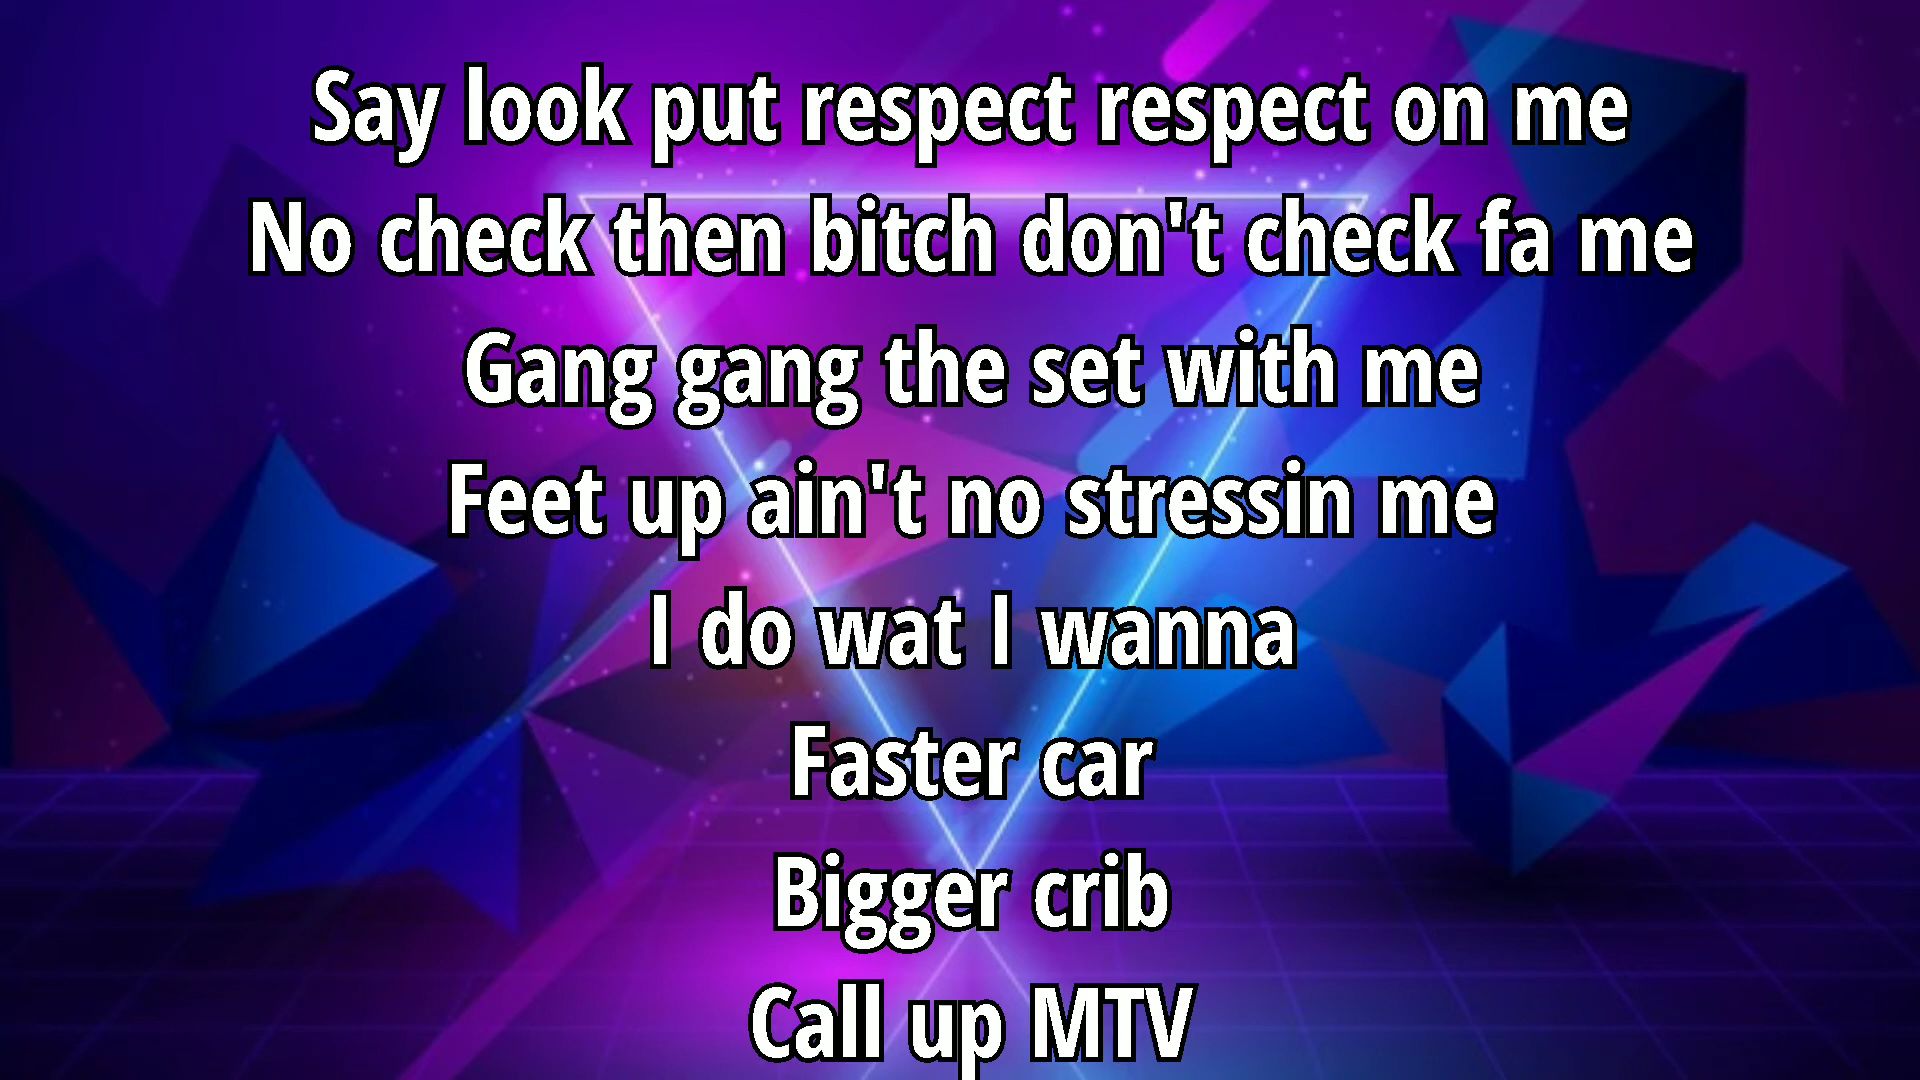 Say look put respect respect on me
No check then bitch don't check fa me
Gang gang the set with me
Feet up ain't no stressin me
I do wat I wanna
Faster car
Bigger crib
Call up MTV